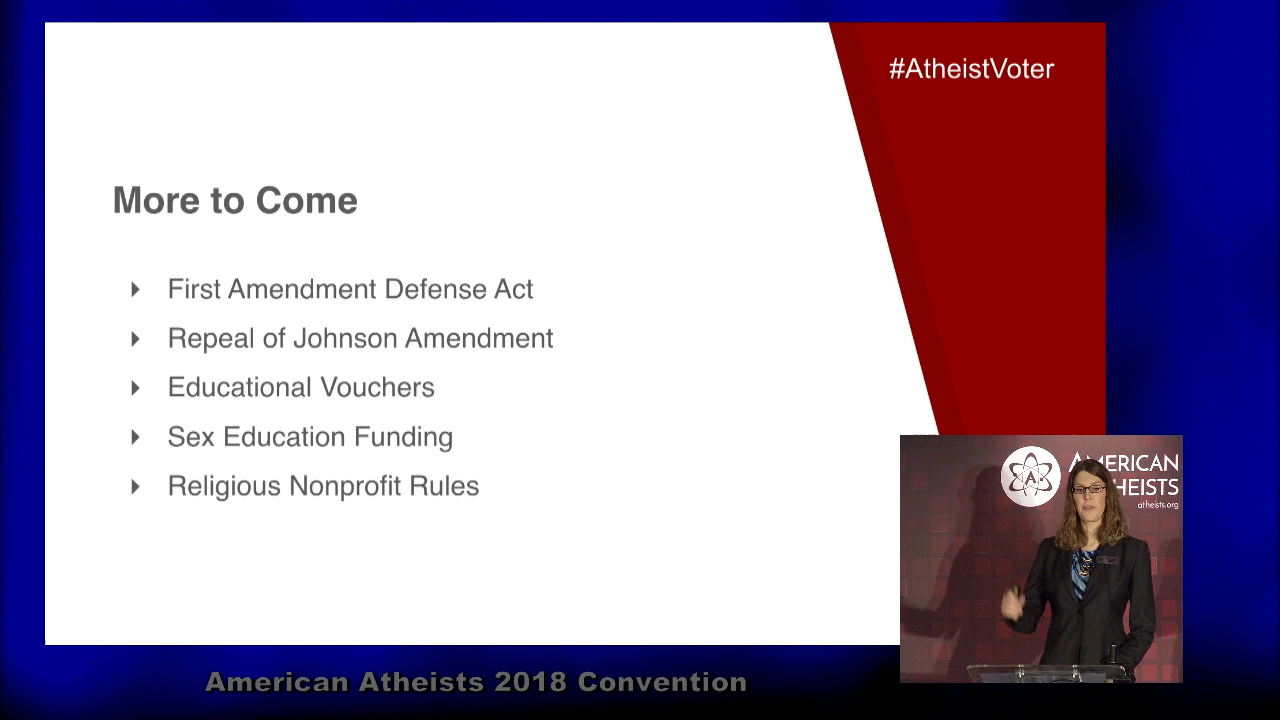 #AtheistVoter
More to Come
First Amendment Defense Act
Repeal of Johnson Amendment
Educational Vouchers
Sex Education Funding
Religious Nonprofit Rules
A
AMERICAN
THEISTS
atheists.org
American Atheists 2018 Convention